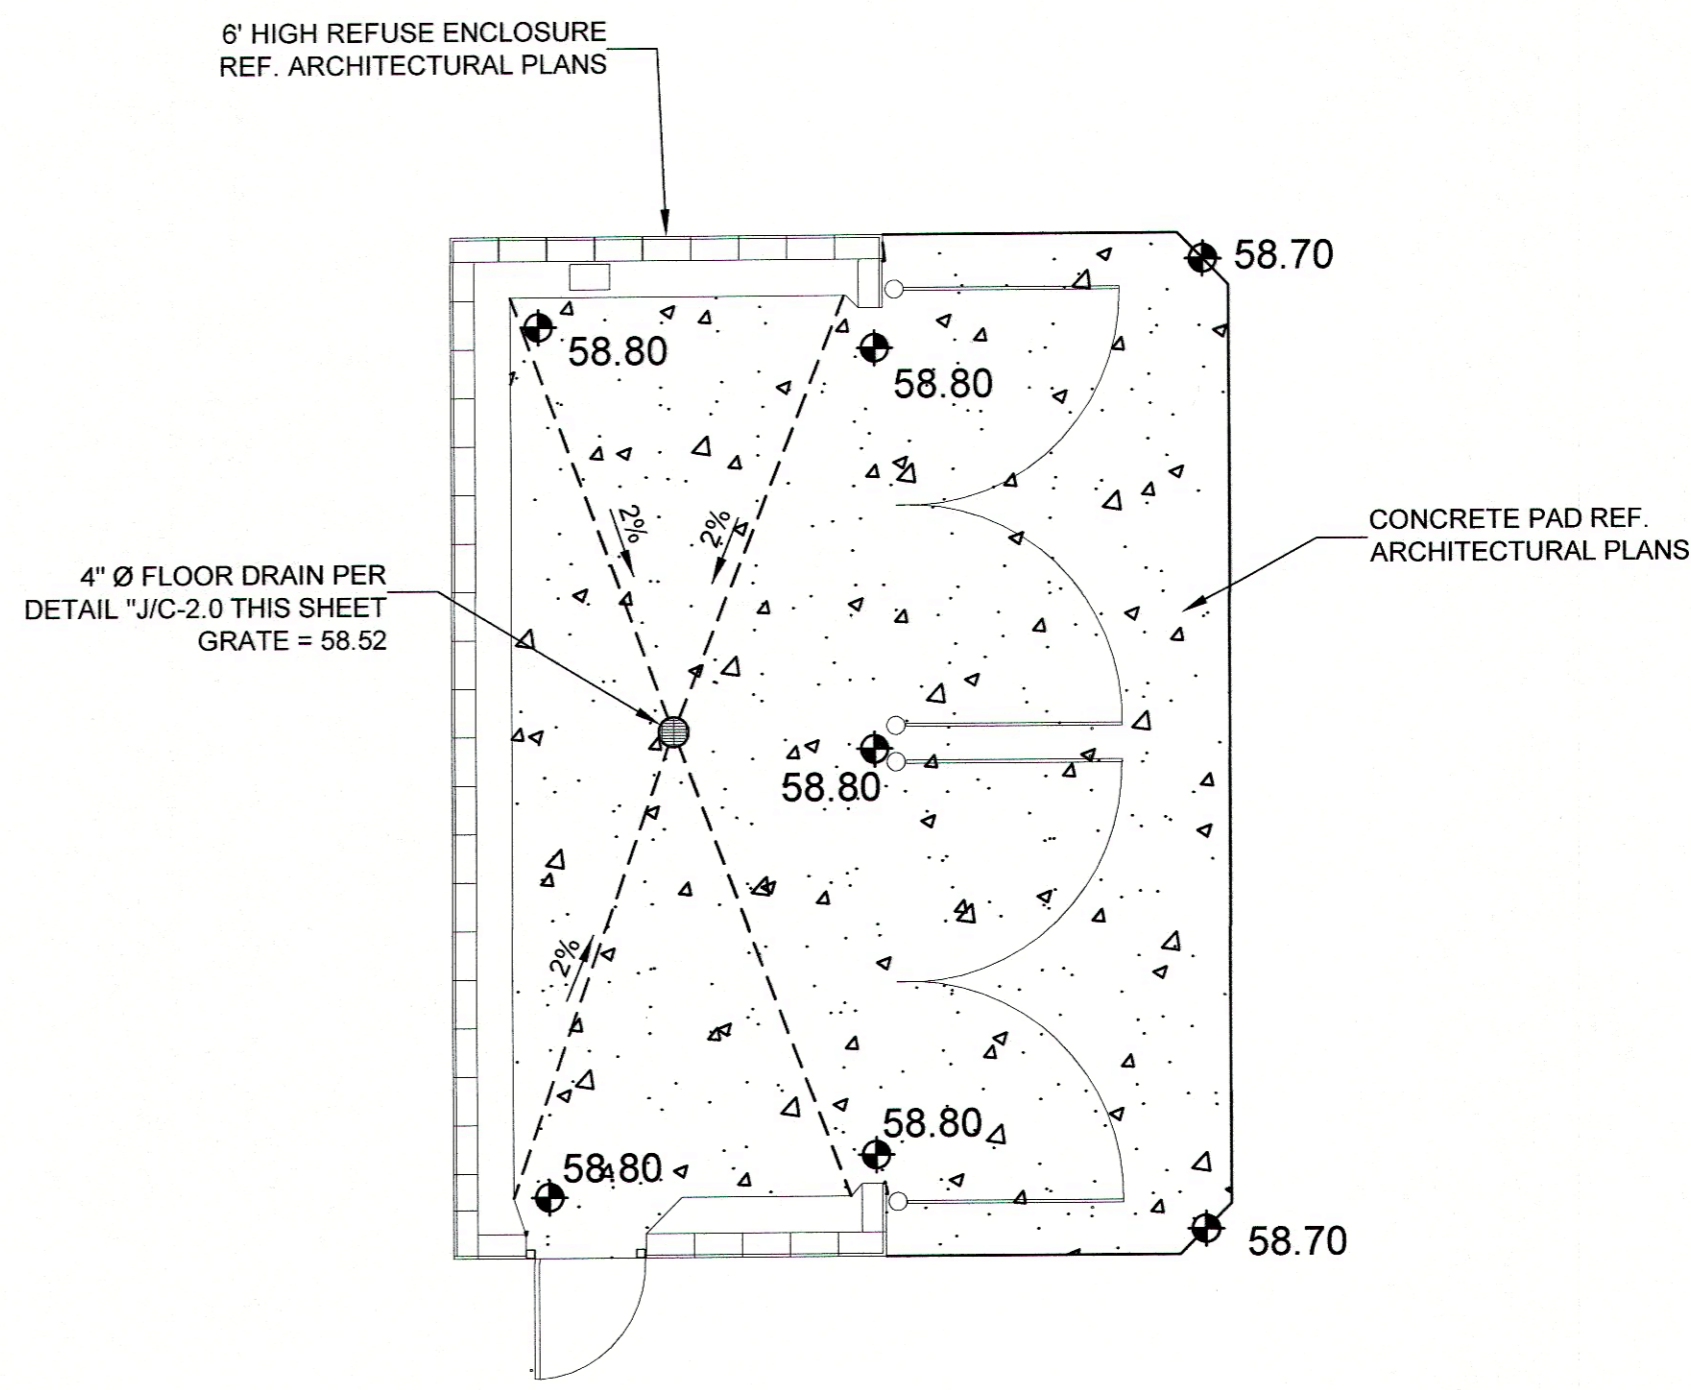 6' HIGH REFUSE ENCLOSURE
REF. ARCHITECTURAL PLANS
58.70
58.80
58.80
2%
2%
CONCRETE PAD REF.
ARCHITECTURAL PLANS
4" Ø FLOOR DRAIN PER
DETAIL "J/C-2.0 THIS SHEET
GRATE = 58.52
58.80
2%
58.80
58.80
58.70